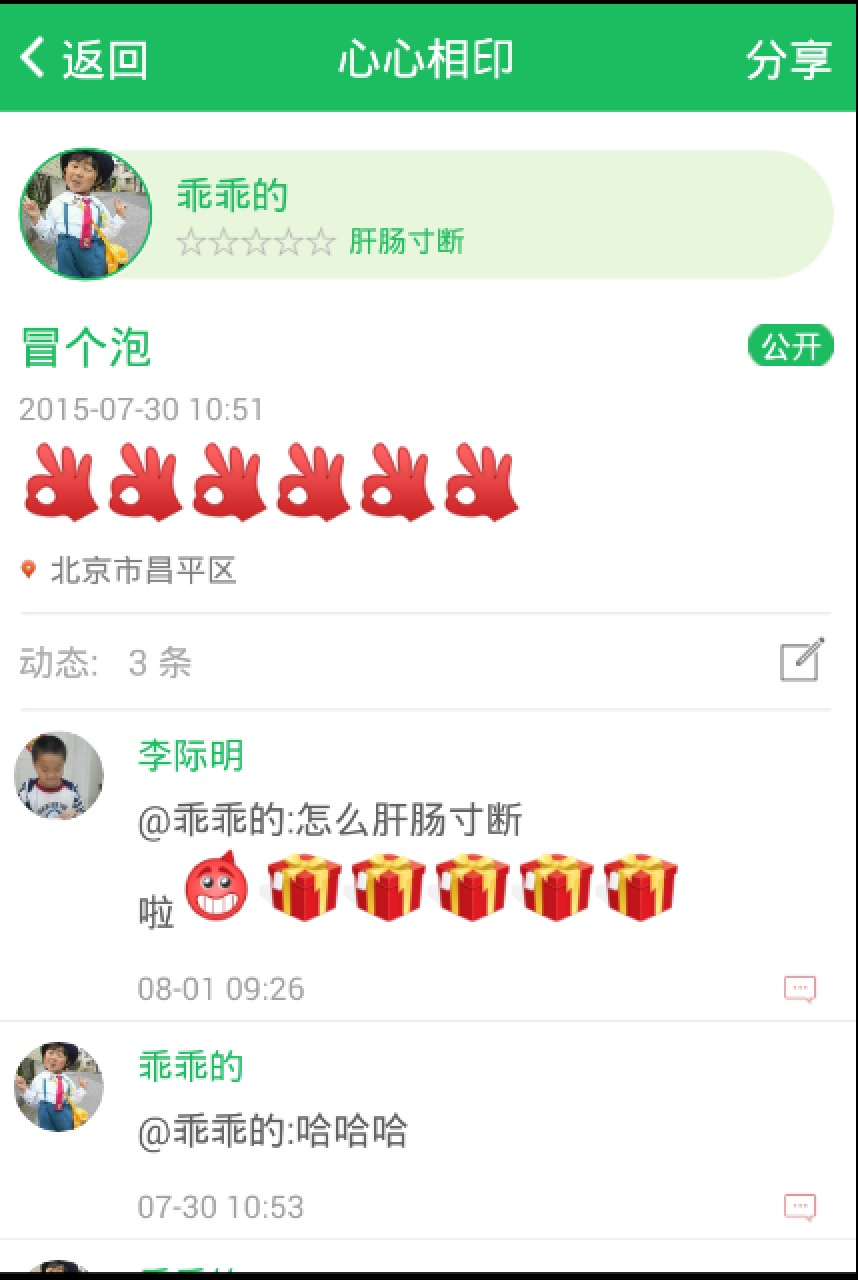 返回 心心相印 分享
乖乖的
肝肠寸断
冒个泡 公开
2015-07-30 10:51
北京市昌平区
动态: 3 条
李际明
@乖乖的:怎么肝肠寸断
啦
08-01 09:26
乖乖的
@乖乖的:哈哈哈
07-30 10:53